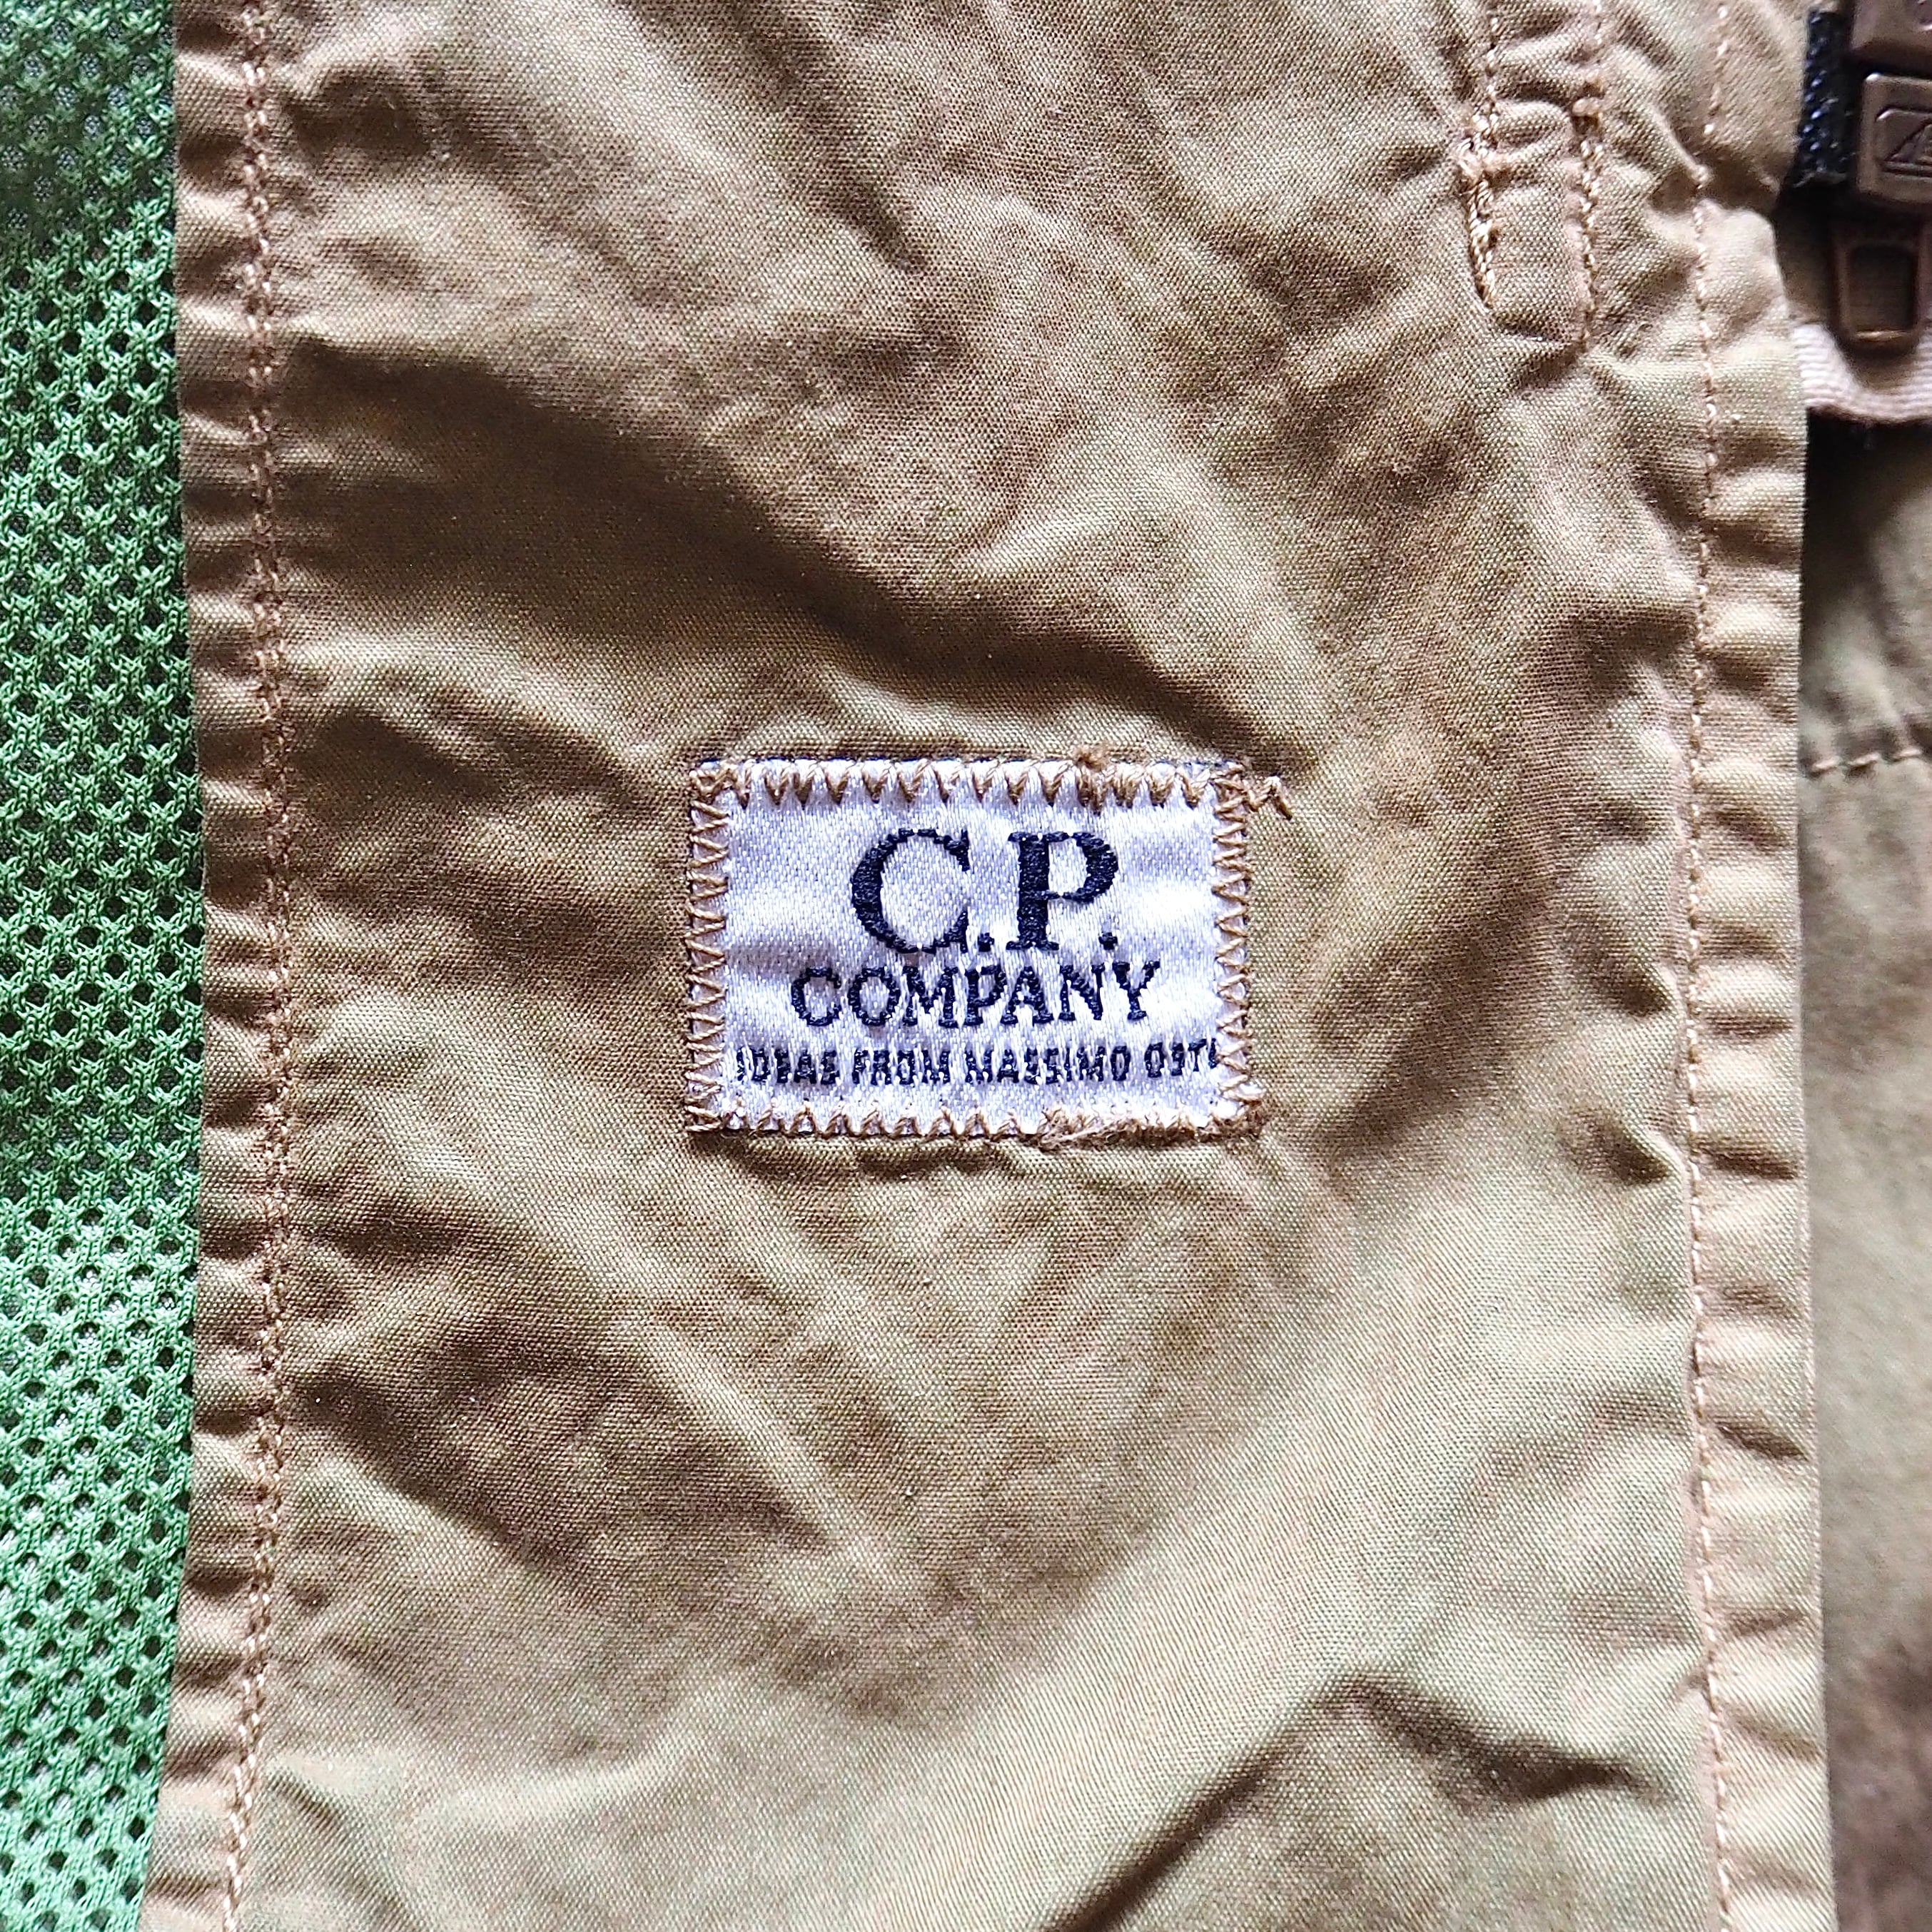 C.P.
COMPANY
IDEAS FROM MASSIMO OSTI